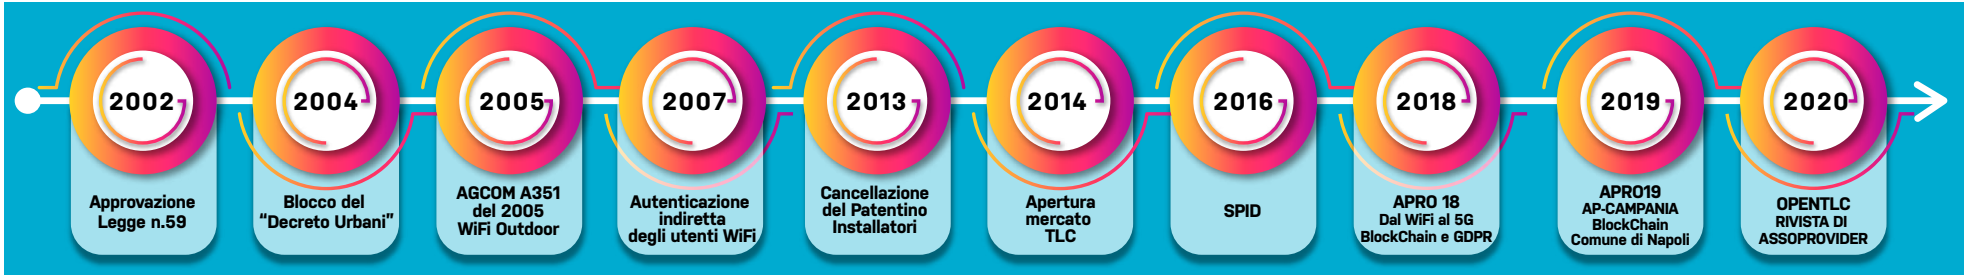 2002
Approvazione
Legge n.59
2004
Blocco del
“Decreto Urbani”
2005
AGCOM A351
del 2005
WiFi Outdoor
2007
Autenticazione
indiretta
degli utenti WiFi
2013
Cancellazione
del Patentino
Installatori
2014
Apertura
mercato
TLC
2016
SPID
2018
APRO 18
Dal WiFi al 5G
BlockChain e GDPR
2019
APRO19
AP-CAMPANIA
BlockChain
Comune di Napoli
2020
OPENTLC
RIVISTA DI
ASSOPROVIDER